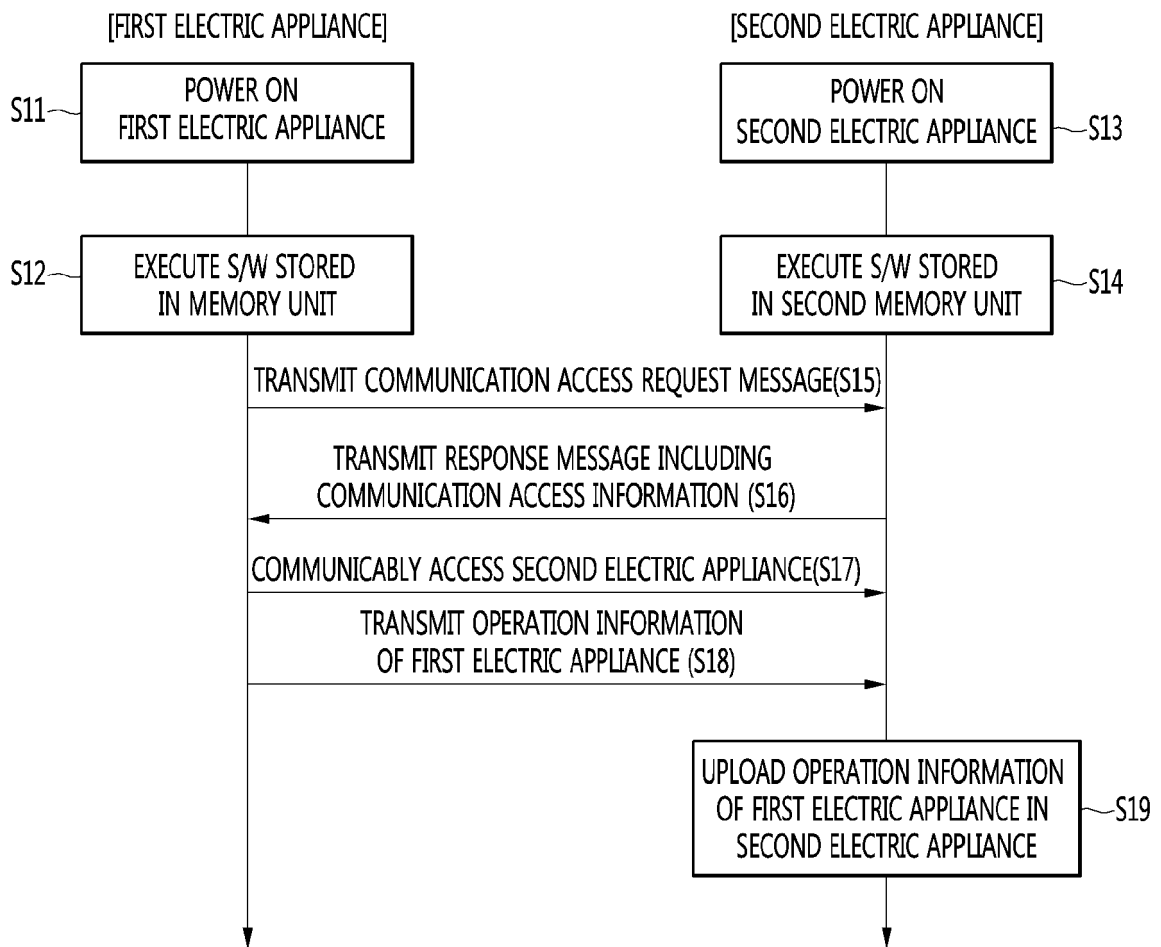 [FIRST ELECTRIC APPLIANCE]
[SECOND ELECTRIC APPLIANCE]
S11
POWER ON
FIRST ELECTRIC APPLIANCE
POWER ON
SECOND ELECTRIC APPLIANCE
S13
S12
EXECUTE S/W STORED
IN MEMORY UNIT
EXECUTE S/W STORED
IN SECOND MEMORY UNIT
S14
TRANSMIT COMMUNICATION ACCESS REQUEST MESSAGE(S15)
TRANSMIT RESPONSE MESSAGE INCLUDING
COMMUNICATION ACCESS INFORMATION (S16)
COMMUNICABLY ACCESS SECOND ELECTRIC APPLIANCE(S17)
TRANSMIT OPERATION INFORMATION
OF FIRST ELECTRIC APPLIANCE (S18)
UPLOAD OPERATION INFORMATION
OF FIRST ELECTRIC APPLIANCE IN
SECOND ELECTRIC APPLIANCE
S19